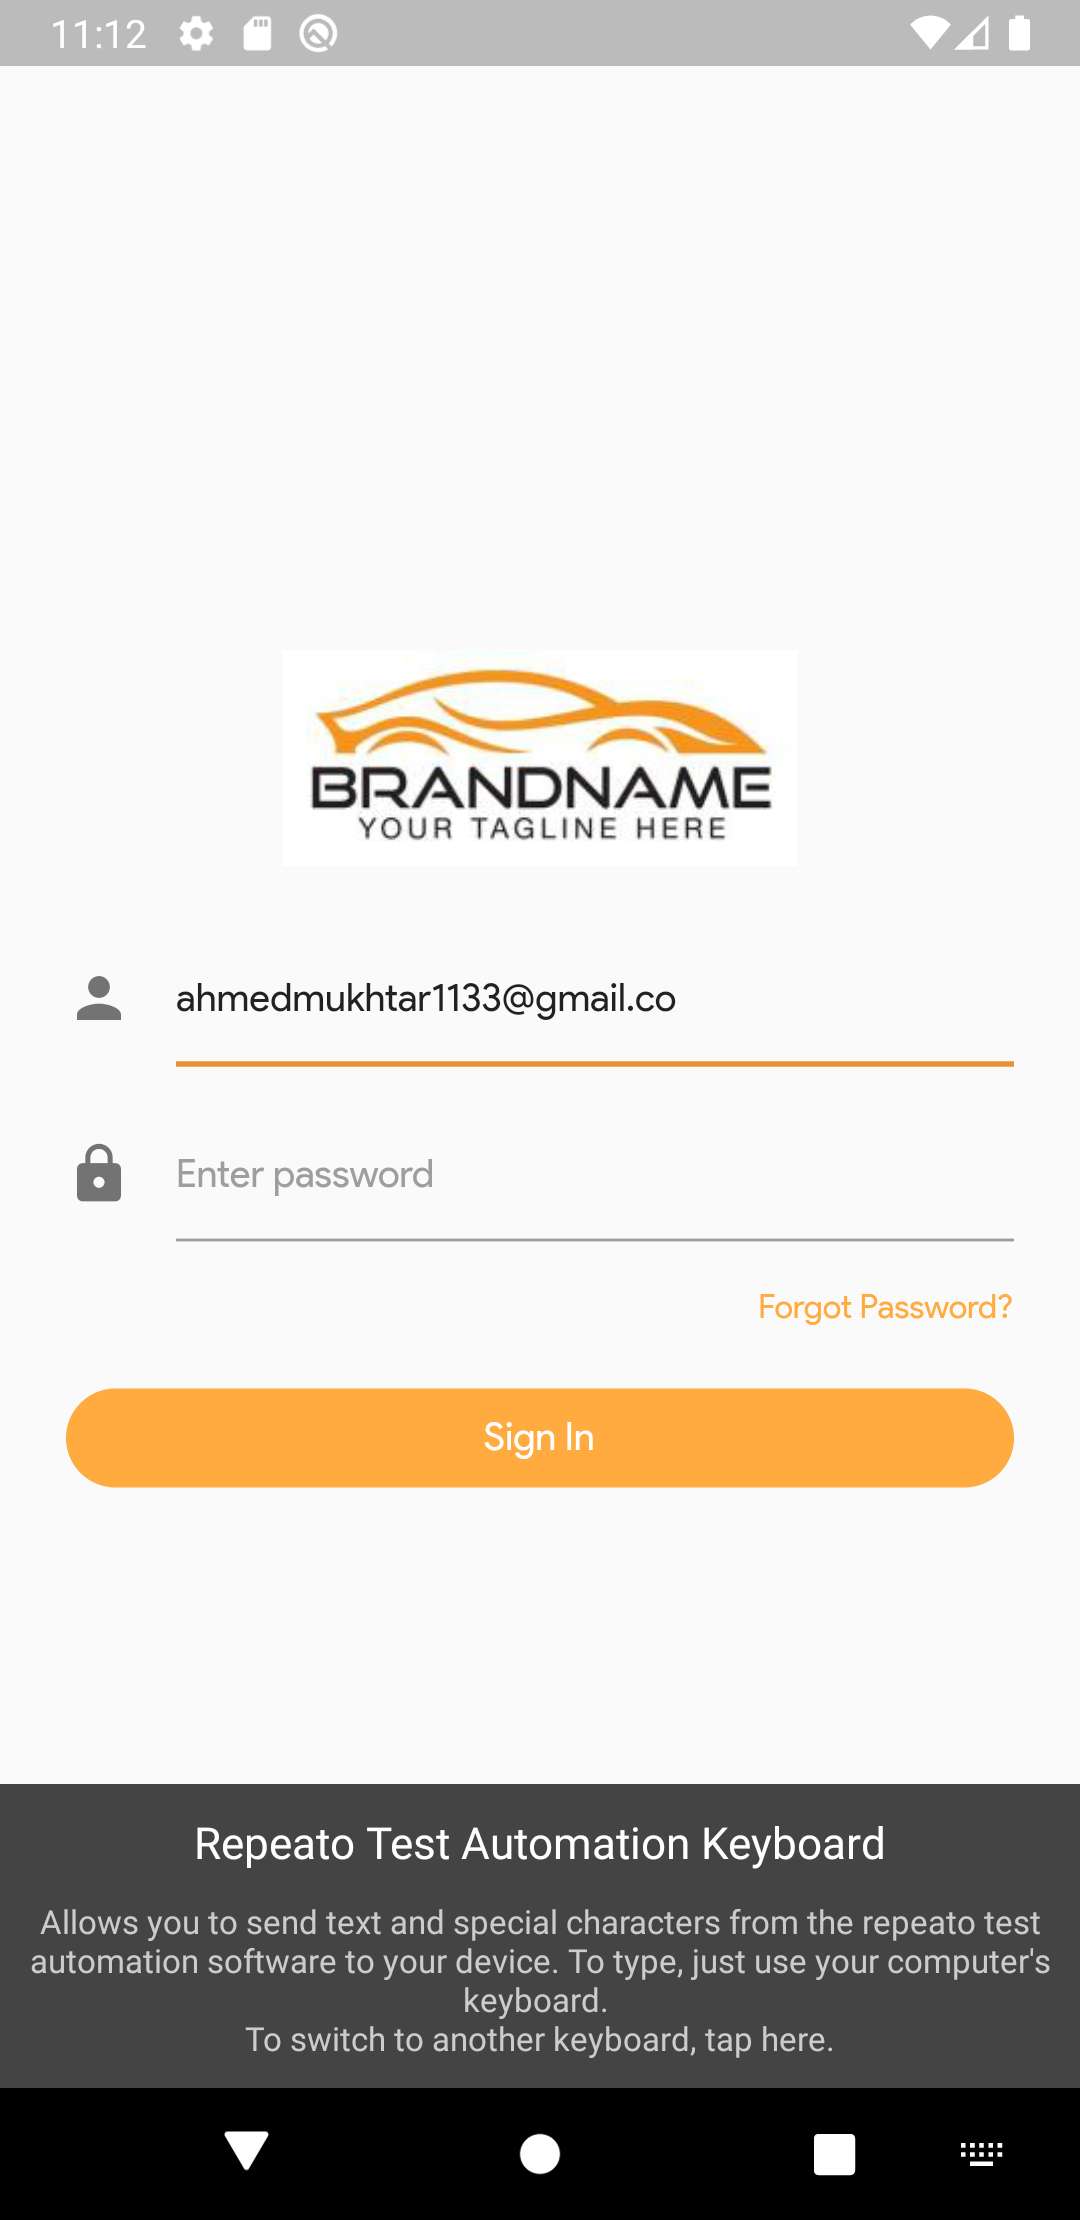 11:12
BRANDNAME
YOUR TAGLINE HERE
ahmedmukhtar1133@gmail.co
Enter password
Forgot Password?
Sign In
Repeato Test Automation Keyboard
Allows you to send text and special characters from the repeato test
automation software to your device. To type, just use your computer's
keyboard.
To switch to another keyboard, tap here.